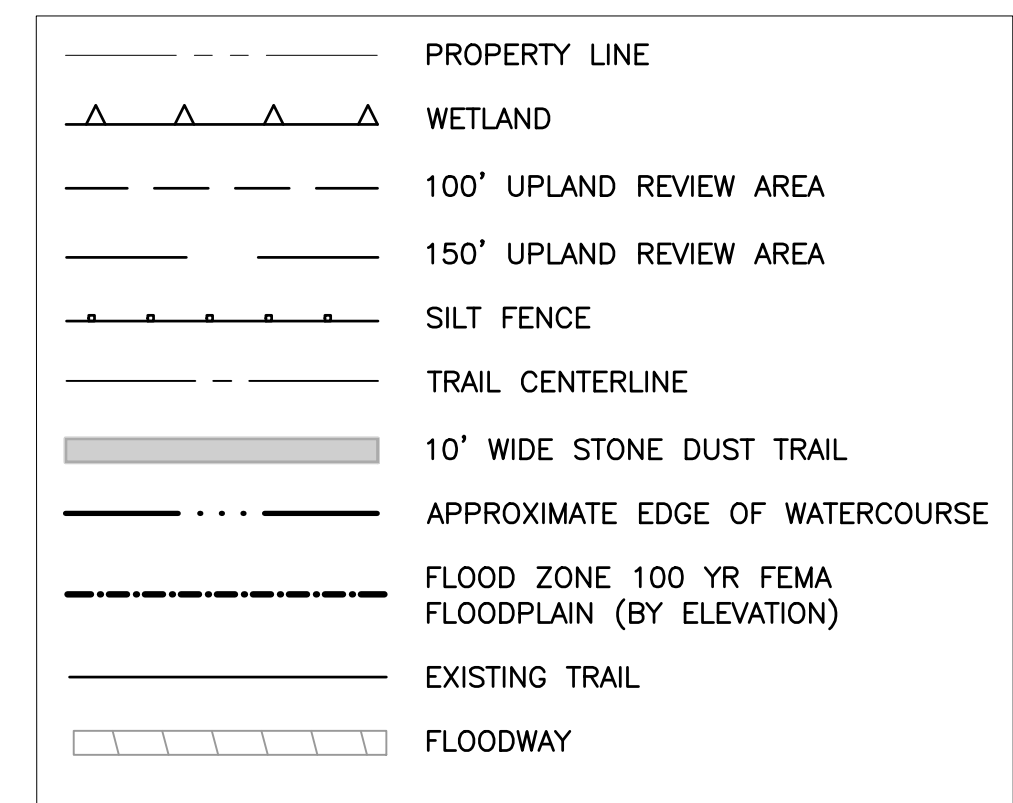 PROPERTY LINE
WETLAND
100' UPLAND REVIEW AREA
150' UPLAND REVIEW AREA
SILT FENCE
TRAIL CENTERLINE
10' WIDE STONE DUST TRAIL
APPROXIMATE EDGE OF WATERCOURSE
FLOOD ZONE 100 YR FEMA
FLOODPLAIN (BY ELEVATION)
EXISTING TRAIL
FLOODWAY